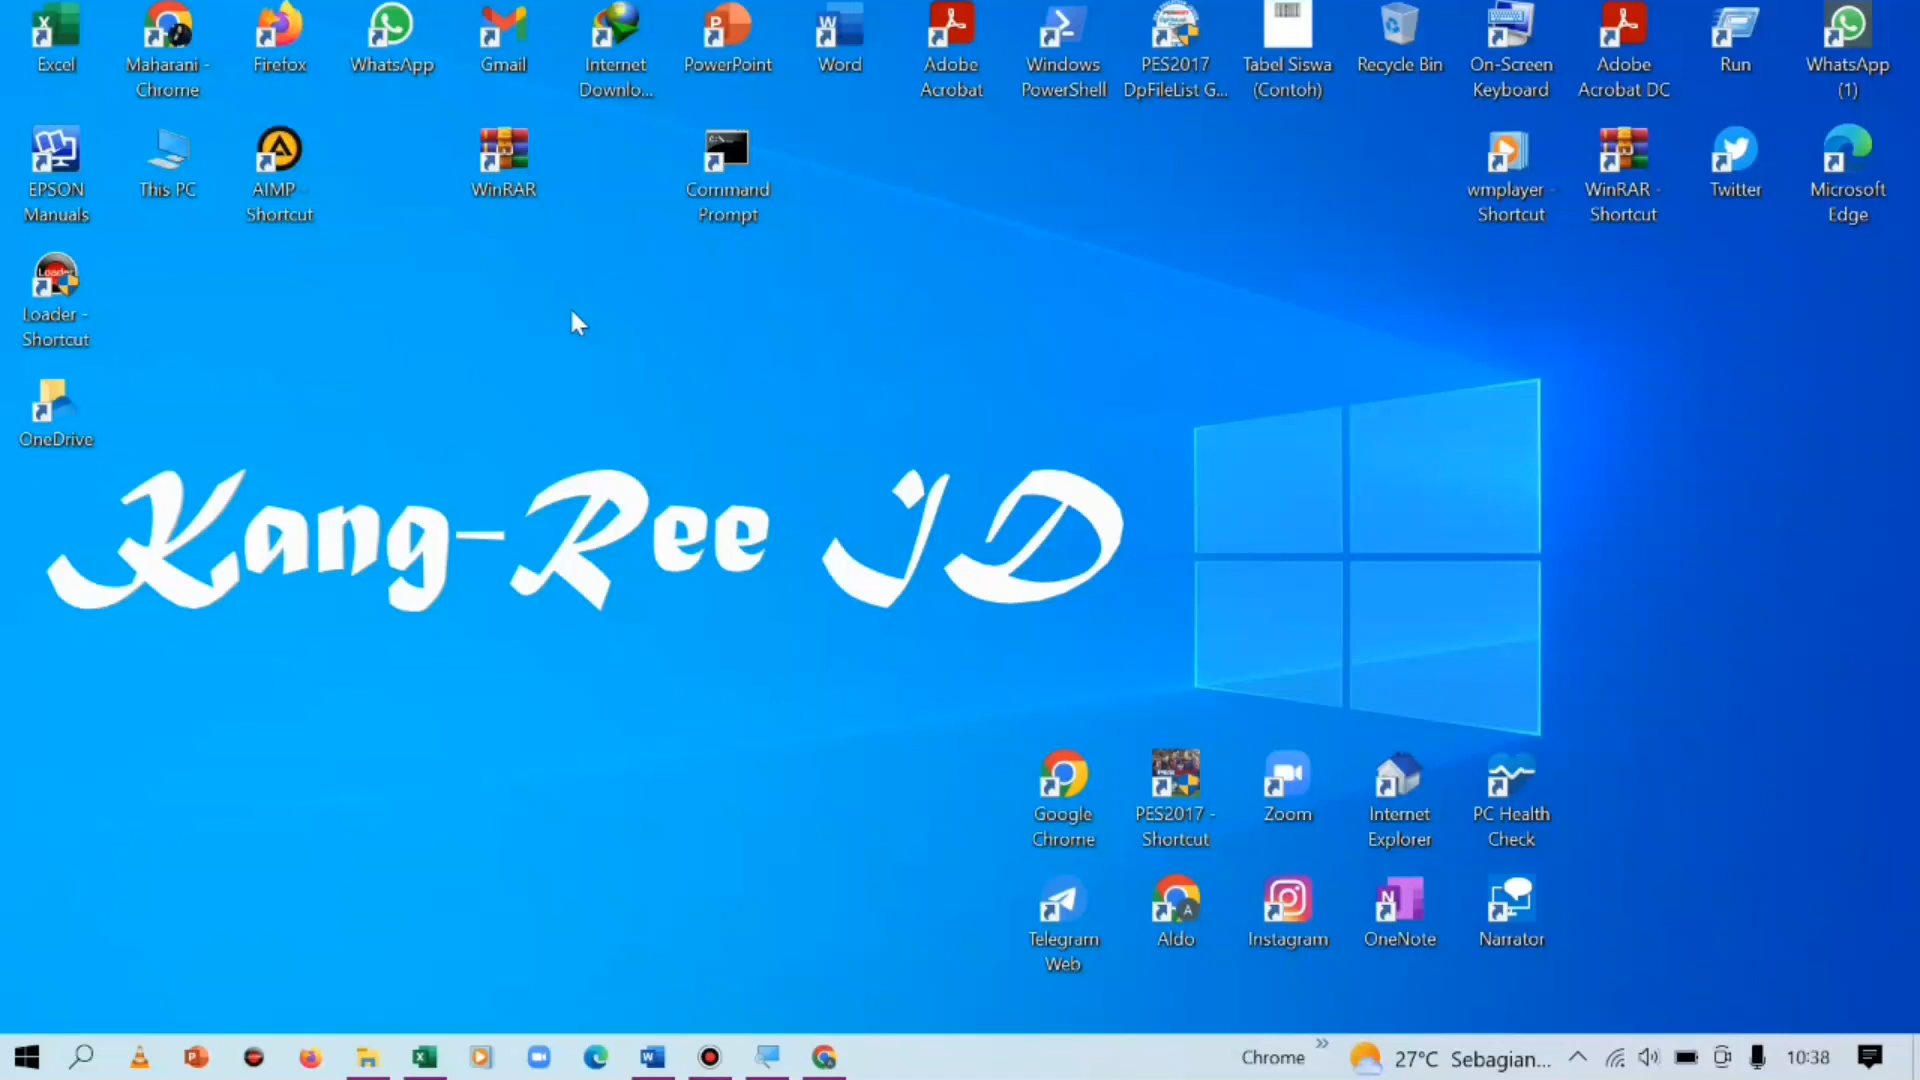 Excel
Maharani -
Chrome
Firefox
WhatsApp
Gmail
Internet
Downlo...
PowerPoint
Word
Adobe
Acrobat
Windows
PowerShell
PES2017
DpFileList G...
Tabel Siswa
(Contoh)
Recycle Bin
On-Screen
Keyboard
Adobe
Acrobat DC
Run
WhatsApp
(1)
EPSON
Manuals
This PC
AIMP -
Shortcut
WinRAR
Command
Prompt
wmplayer -
Shortcut
WinRAR -
Shortcut
Twitter
Microsoft
Edge
Loader
Loader -
Shortcut
OneDrive
Kang-Ree ID
Google
Chrome
PES2017 -
Shortcut
Zoom
Internet
Explorer
PC Health
Check
Telegram
Web
Aldo
Instagram
OneNote
Narrator
Chrome
27°C Sebagian...
10:38